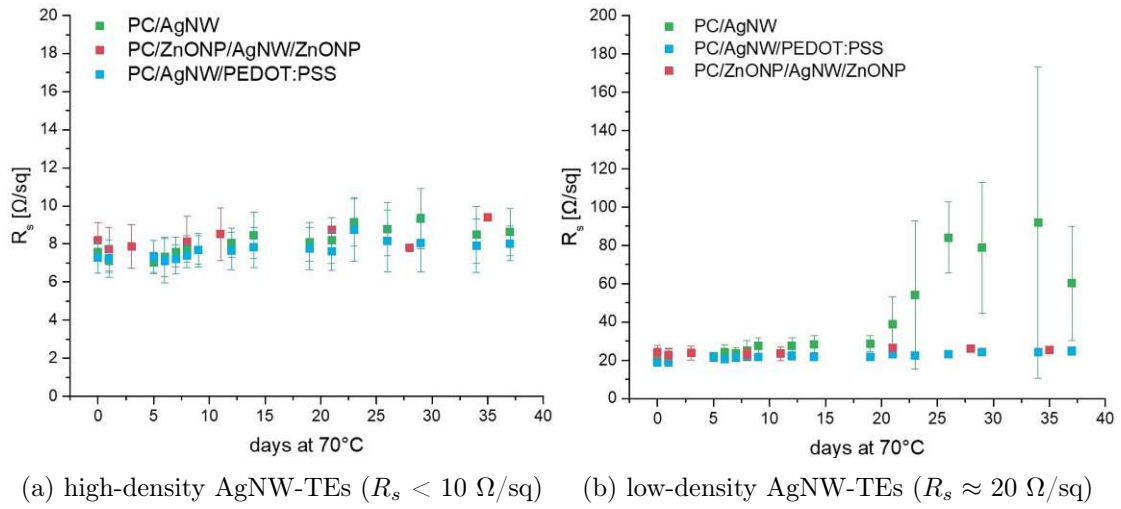 PC/AgNW
PC/ZnONP/AgNW/ZnONP
PC/AgNW/PEDOT:PSS
20
18
16
14
12
10
8
6
4
2
0
R_s [Ω/sq]
0 5 10 15 20 25 30 35 40
days at 70°C
PC/AgNW
PC/AgNW/PEDOT:PSS
PC/ZnONP/AgNW/ZnONP
200
180
160
140
120
100
80
60
40
20
0
R_s [Ω/sq]
0 5 10 15 20 25 30 35 40
days at 70°C
(a) high-density AgNW-TEs (R_s < 10 Ω/sq)
(b) low-density AgNW-TEs (R_s ≈ 20 Ω/sq)